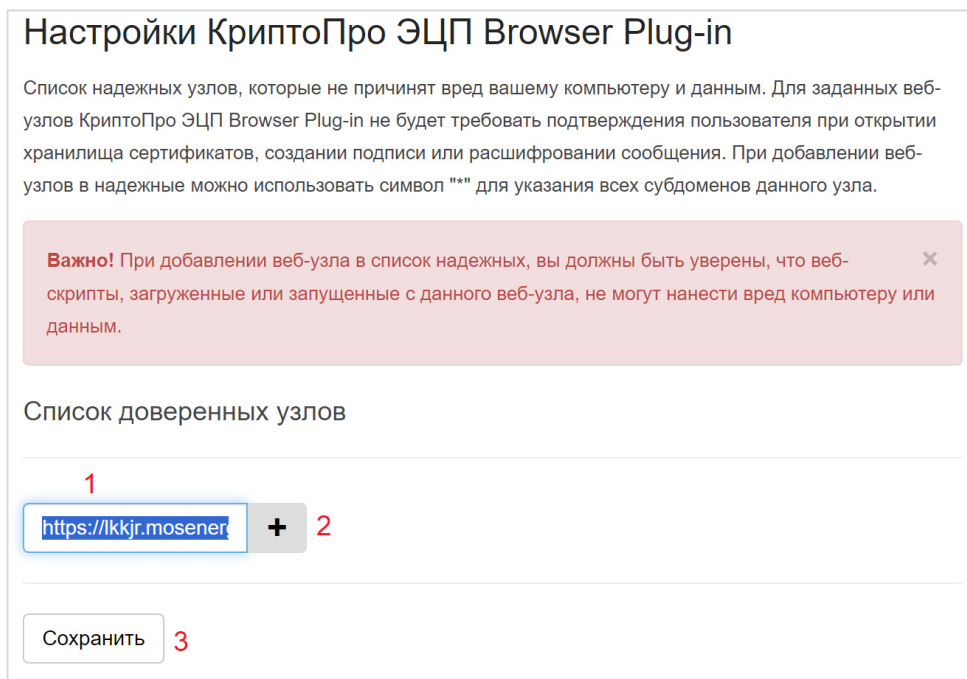 Настройки КриптоПро ЭЦП Browser Plug-in
Список надежных узлов, которые не причинят вред вашему компьютеру и данным. Для заданных веб-
узлов КриптоПро ЭЦП Browser Plug-in не будет требовать подтверждения пользователя при открытии
хранилища сертификатов, создании подписи или расшифровании сообщения. При добавлении веб-
узлов в надежные можно использовать символ "*" для указания всех субдоменов данного узла.
Важно! При добавлении веб-узла в список надежных, вы должны быть уверены, что веб- ×
скрипты, загруженные или запущенные с данного веб-узла, не могут нанести вред компьютеру или
данным.
Список доверенных узлов
1
https://lkkjr.mosener + 2
Сохранить 3